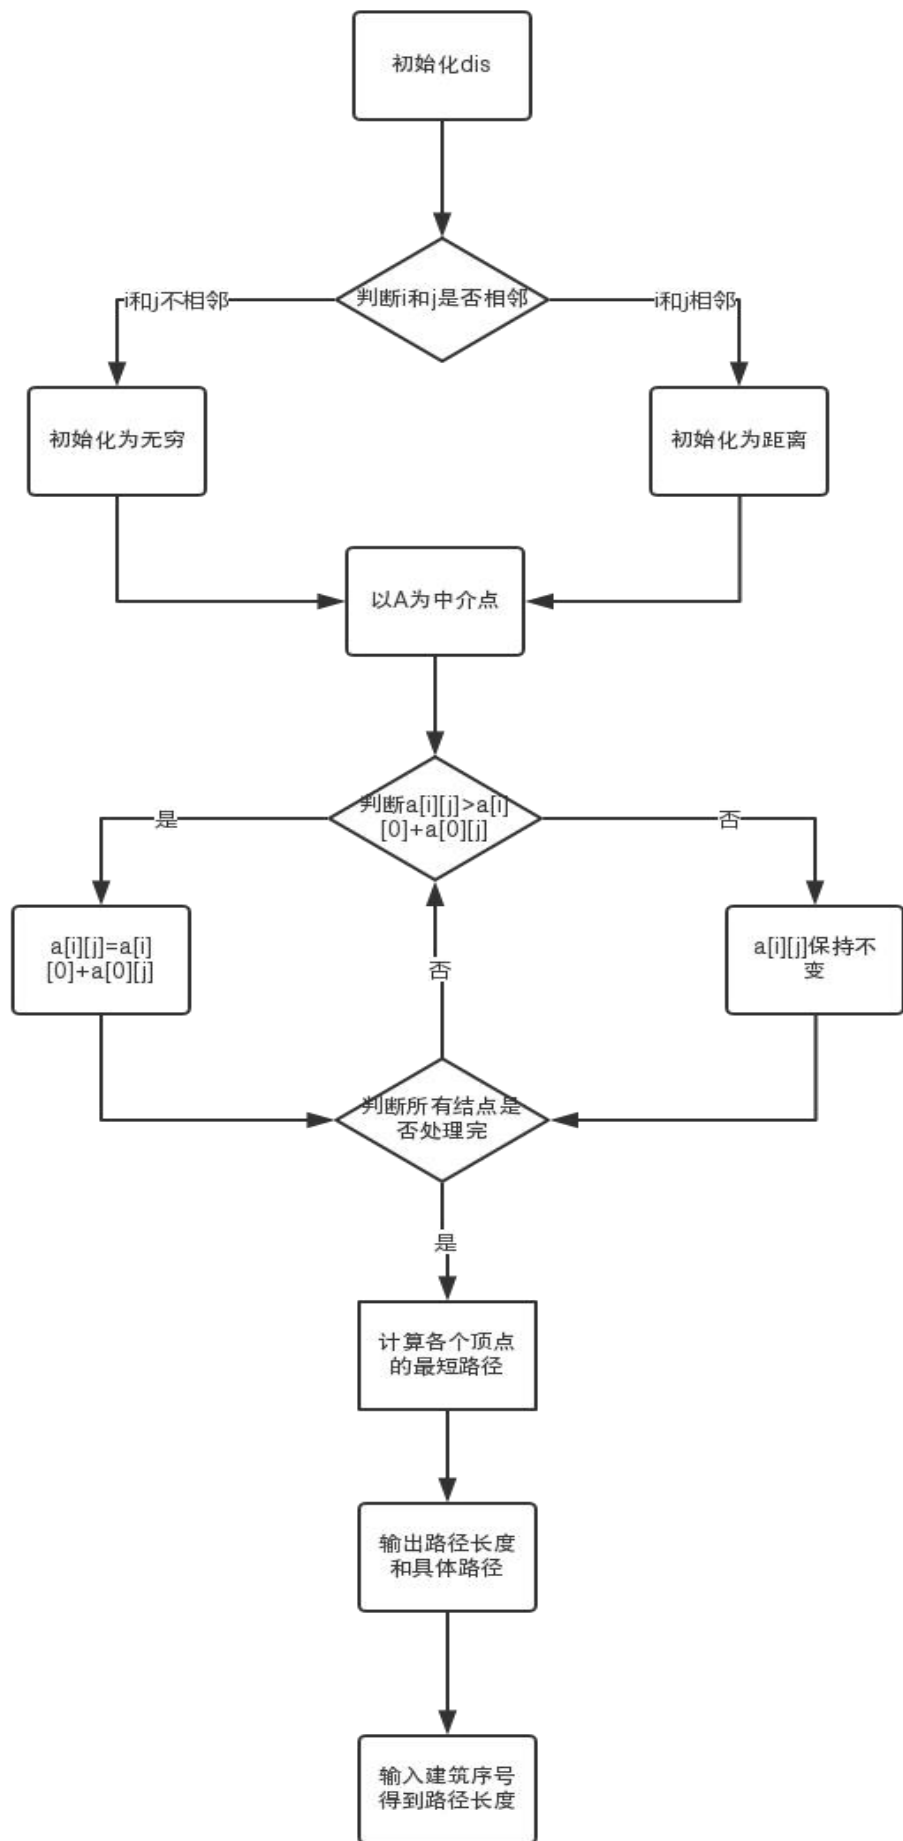 初始化dis
判断i和j是否相邻
i和j不相邻
i和j相邻
初始化为无穷
初始化为距离
以A为中介点
判断a[i][j]>a[i]
[0]+a[0][j]
是
否
a[i][j]=a[i]
[0]+a[0][j]
a[i][j]保持不
变
否
判断所有结点是
否处理完
是
计算各个顶点
的最短路径
输出路径长度
和具体路径
输入建筑序号
得到路径长度